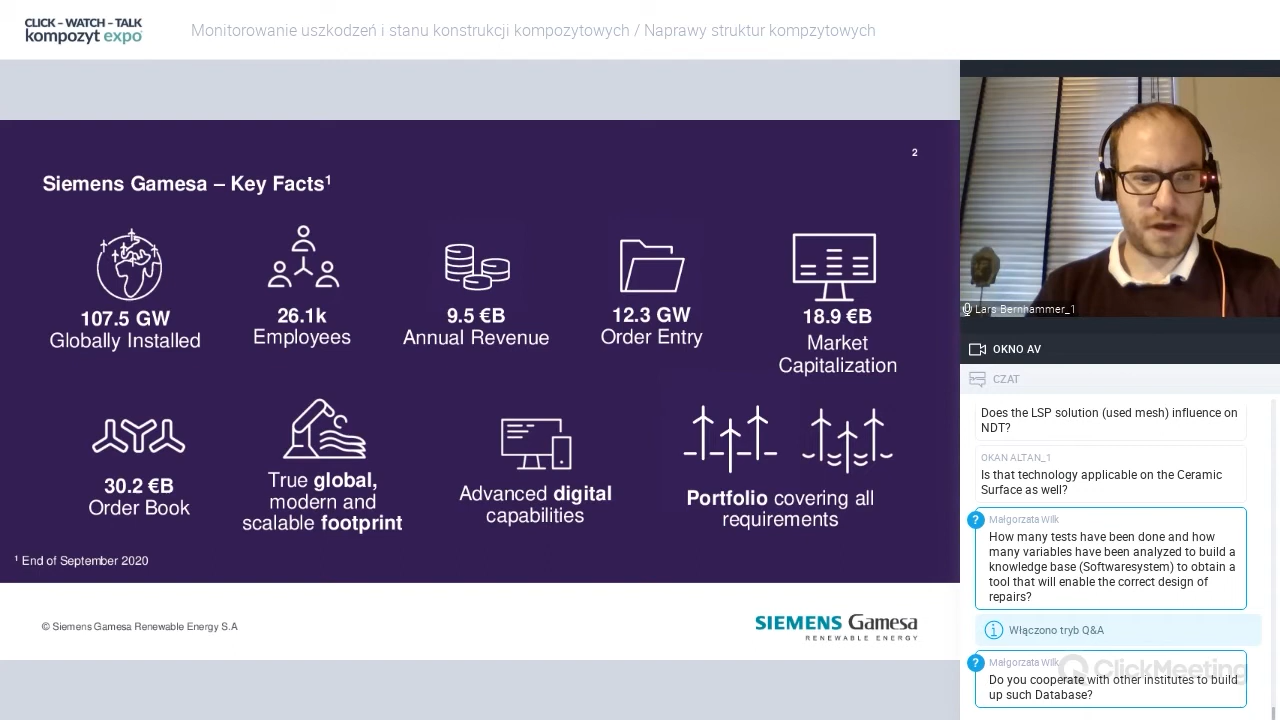 CLICK – WATCH – TALK
kompozyt expo
Monitorowanie uszkodzeń i stanu konstrukcji kompozytowych / Naprawy struktur kompzytowych
2
Siemens Gamesa – Key Facts¹
107.5 GW
Globally Installed
26.1k
Employees
9.5 €B
Annual Revenue
12.3 GW
Order Entry
18.9 €B
Market
Capitalization
30.2 €B
Order Book
True global,
modern and
scalable footprint
Advanced digital
capabilities
Portfolio covering all
requirements
¹ End of September 2020
© Siemens Gamesa Renewable Energy S.A
SIEMENS Gamesa
RENEWABLE ENERGY
Lars Bernhammer_1
OKNO AV
CZAT
Does the LSP solution (used mesh) influence on
NDT?
OKAN ALTAN_1
Is that technology applicable on the Ceramic
Surface as well?
?
Małgorzata Wilk
How many tests have been done and how
many variables have been analyzed to build a
knowledge base (Softwaresystem) to obtain a
tool that will enable the correct design of
repairs?
Włączono tryb Q&A
?
Małgorzata Wilk
ClickMeeting
Do you cooperate with other institutes to build
up such Database?